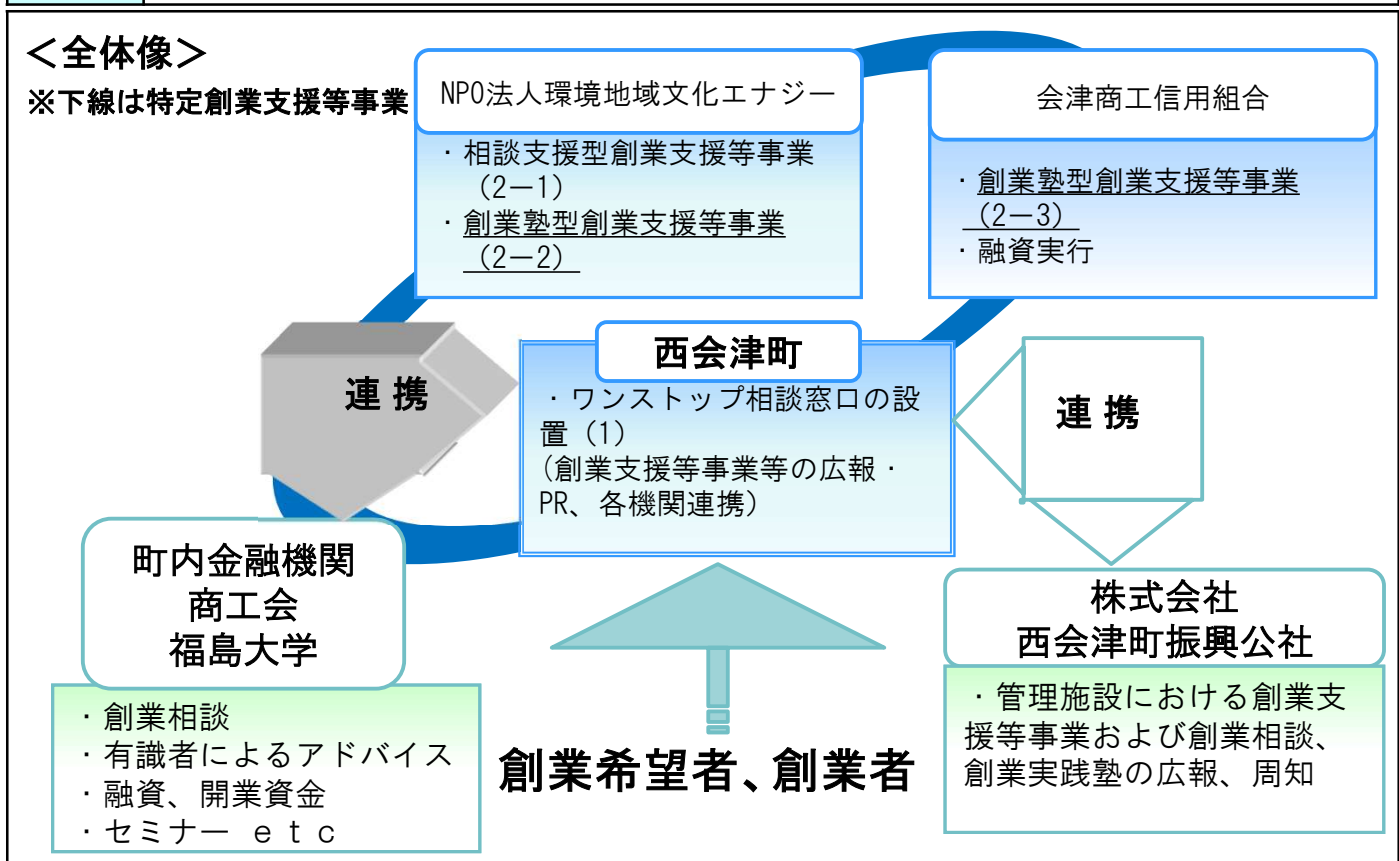 ＜全体像＞
※下線は特定創業支援等事業
NPO法人環境地域文化エナジー
・相談支援型創業支援等事業
（2－1）
・創業塾型創業支援等事業
（2－2）
会津商工信用組合
・創業塾型創業支援等事業
（2－3）
・融資実行
連 携
西会津町
・ワンストップ相談窓口の設
置（1）
（創業支援等事業等の広報・
PR、各機関連携）
連 携
町内金融機関
商工会
福島大学
・創業相談
・有識者によるアドバイス
・融資、開業資金
・セミナー ｅｔｃ
創業希望者、創業者
株式会社
西会津町振興公社
・管理施設における創業支
援等事業および創業相談、
創業実践塾の広報、周知